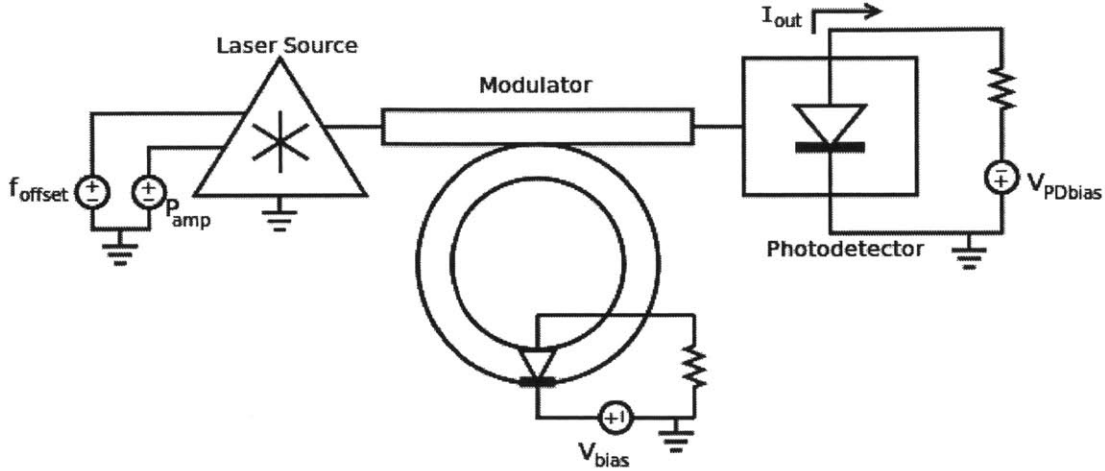 I_out
Laser Source
Modulator
f_offset
P_amp
V_PDbias
Photodetector
V_bias